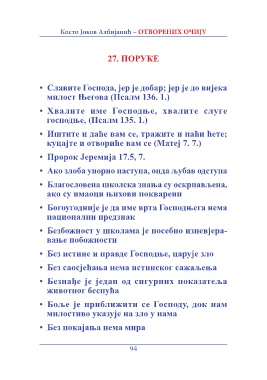 Косто Јоков Албијанић – ОТВОРЕНИХ ОЧИЈУ
27. ПОРУКЕ
• Славите Господа, јер је добар; јер је до вијека
милост Његова (Псалм 136. 1.)
• Хвалите име Господње, хвалите слуге
господње, (Псалм 135. 1.)
• Иштите и даће вам се, тражите и наћи ћете;
куцајте и отвориће вам се (Матеј 7. 7.)
• Пророк Јеремија 17.5, 7.
• Ако злоба упорно наступа, онда љубав одступа
• Благословена школска знања су оскрнављена,
ако су имаоци њихови покварени
• Богоугодније је да име врта Господњега нема
национални предзнак
• Безбожност у школама је посебно изневјера-
вање побожности
• Без истине и правде Господње, царује зло
• Без саосјећања нема истинског сажаљења
• Безнађе је један од сигурних показатеља
животног беспућа
• Боље је приближити се Господу, док нам
милостиво указује на зло у нама
• Без покајања нема мира
94